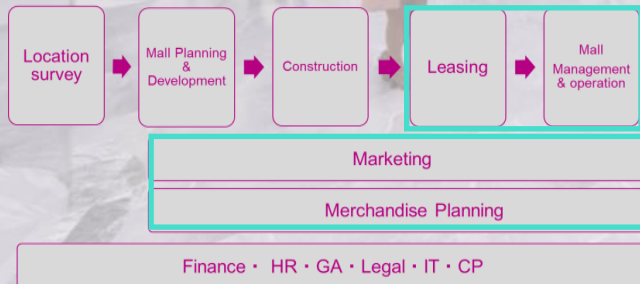 Location
survey
Mall Planning
&
Development
Construction
Leasing
Mall
Management
& operation
Marketing
Merchandise Planning
Finance・ HR・GA・Legal・IT・CP